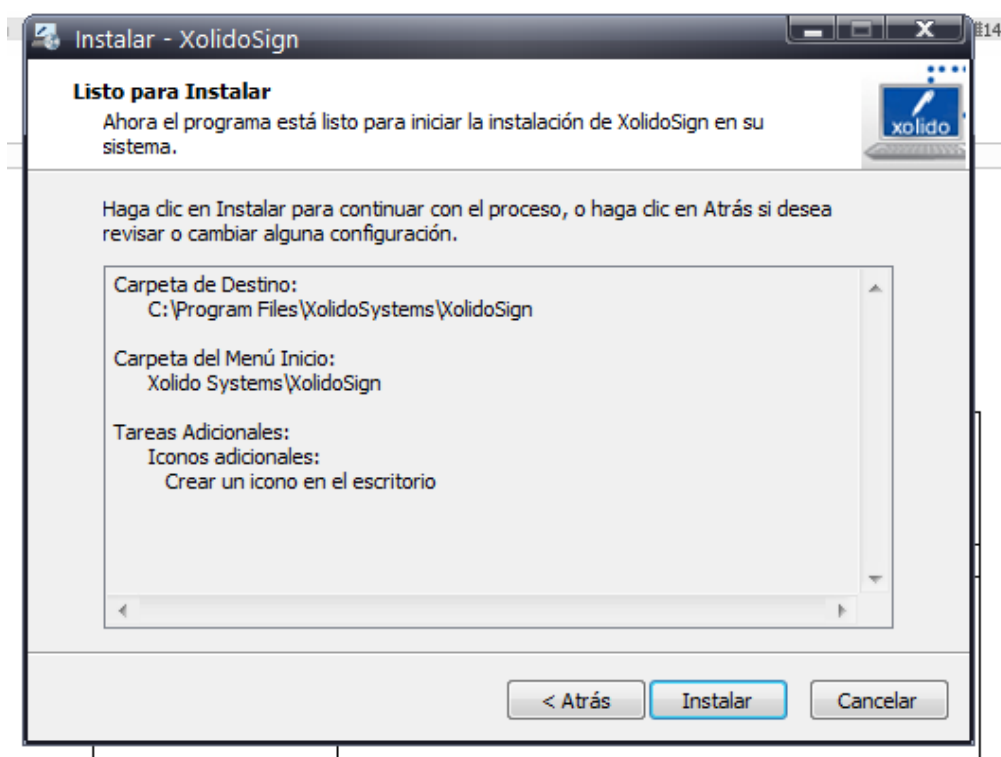 Instalar - XolidoSign
#14
Listo para Instalar
Ahora el programa está listo para iniciar la instalación de XolidoSign en su
sistema.
xolido
Haga clic en Instalar para continuar con el proceso, o haga clic en Atrás si desea
revisar o cambiar alguna configuración.
Carpeta de Destino:
C:\Program Files\XolidoSystems\XolidoSign
Carpeta del Menú Inicio:
Xolido Systems\XolidoSign
Tareas Adicionales:
Iconos adicionales:
Crear un icono en el escritorio
< Atrás
Instalar
Cancelar